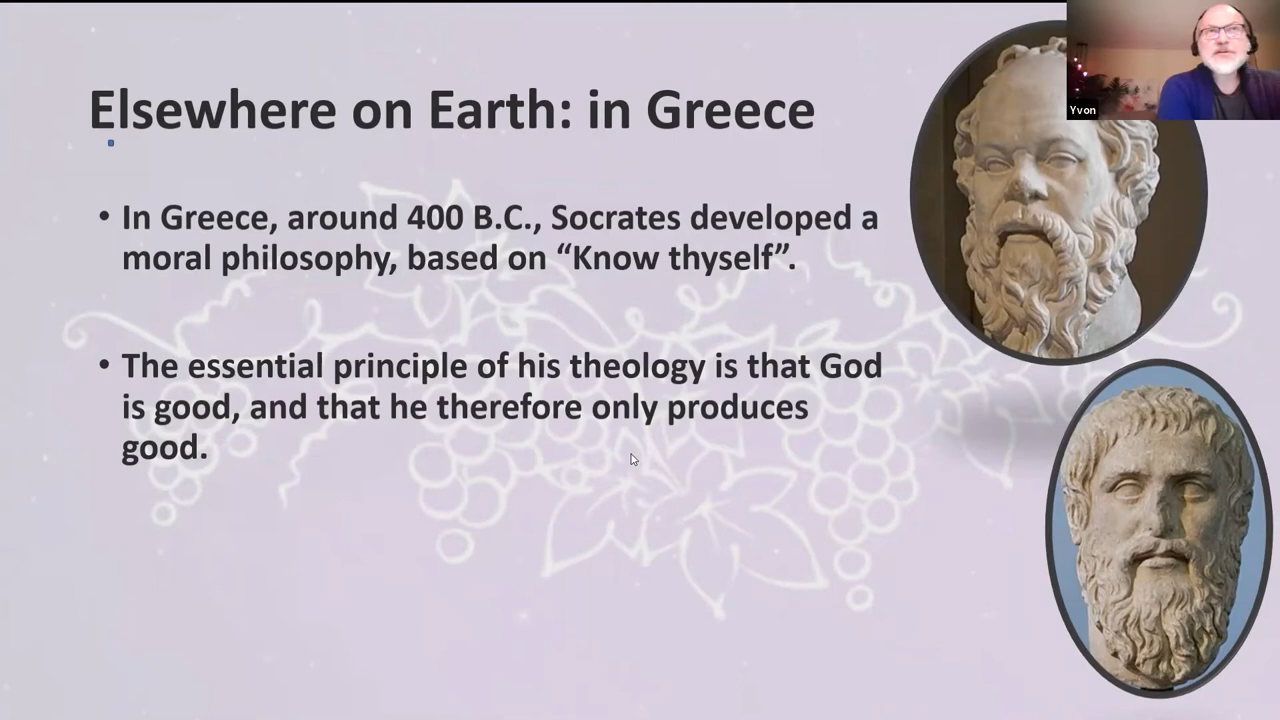 Elsewhere on Earth: in Greece
• In Greece, around 400 B.C., Socrates developed a
moral philosophy, based on “Know thyself”.
• The essential principle of his theology is that God
is good, and that he therefore only produces
good.
Yvon